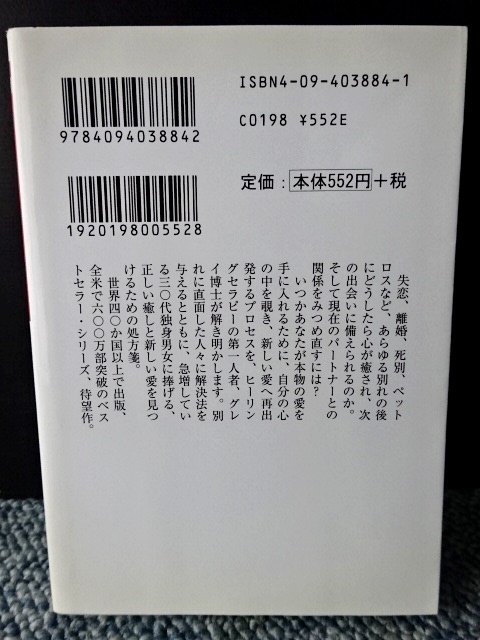 ISBN4-09-403884-1
C0198 ¥552E
9784094038842
定価:本体552円+税
1920198005528
失恋、離婚、死別、ペット
ロスなど、あらゆる別れの後
にどうしたら心が癒され、次
の出会いに備えられるのか。
そして現在のパートナーとの
関係をみつめ直すには?
いつかあなたが本物の愛を
手に入れるために、自分の心
の中を覗き、新しい愛へ再出
発するプロセスを、ヒーリン
グセラピーの第一人者、グレ
イ博士が解き明かします。別
れに直面した人々に解決法を
与えるとともに、急増してい
る三〇代独身男女に捧げる、
正しい癒しと新しい愛を見つ
けるための処方箋。
世界四〇か国以上で出版、
全米で六〇〇万部突破のベス
トセラー・シリーズ、待望作。